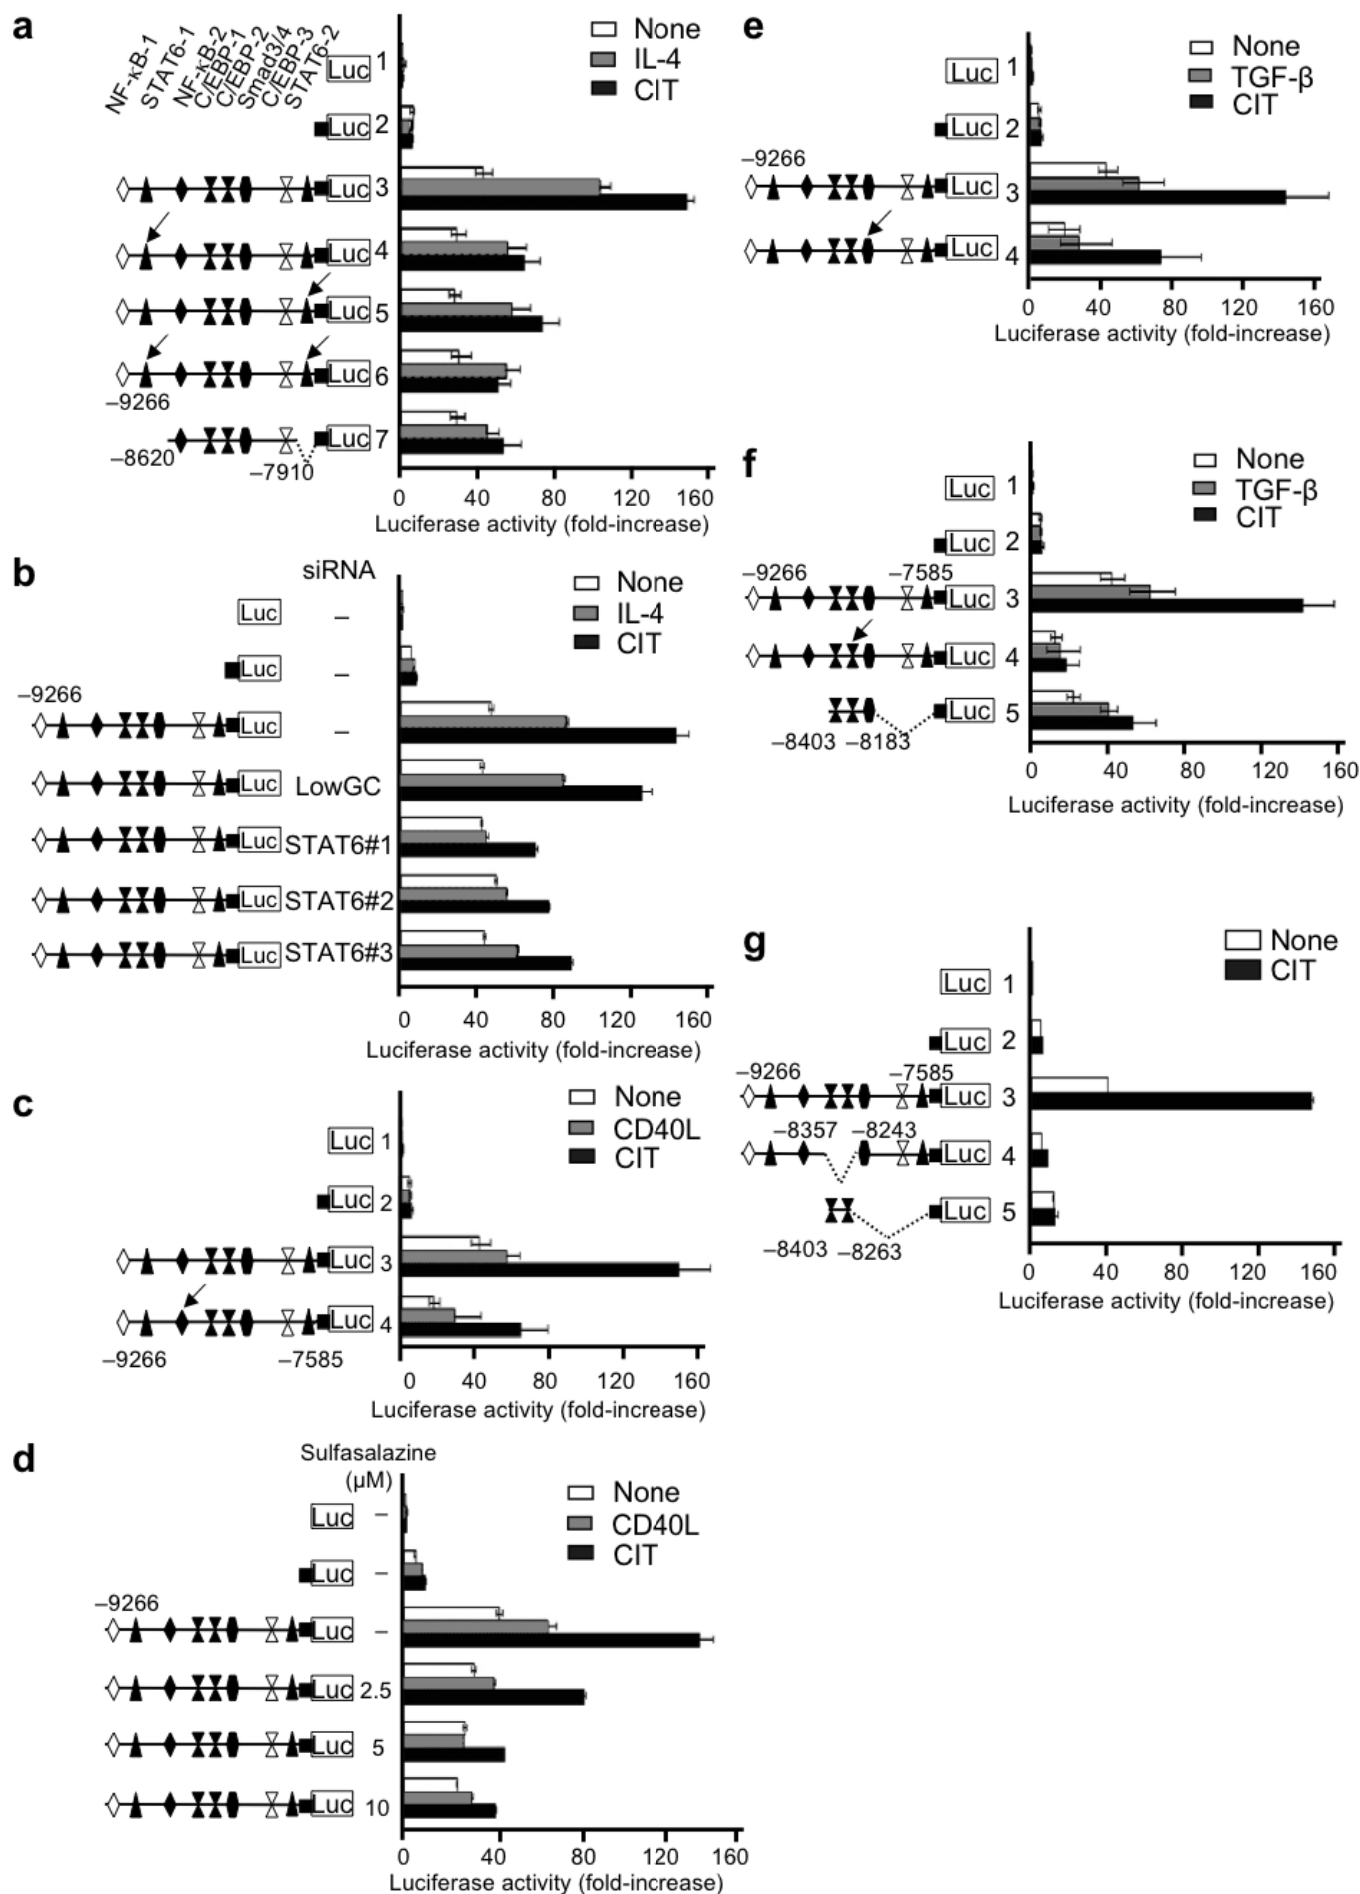 a
NF-κB-1
STAT6-1
NF-κB-2
C/EBP-1
C/EBP-2
Smad3/4
C/EBP-3
STAT6-2
None
IL-4
CIT
Luc 1
Luc 2
Luc 3
Luc 4
Luc 5
Luc 6
–9266
Luc 7
–8620
–7910
0 40 80 120 160
Luciferase activity (fold-increase)
b
siRNA
None
IL-4
CIT
Luc –
Luc –
–9266
Luc –
Luc LowGC
Luc STAT6#1
Luc STAT6#2
Luc STAT6#3
0 40 80 120 160
Luciferase activity (fold-increase)
c
None
CD40L
CIT
Luc 1
Luc 2
Luc 3
Luc 4
–9266 –7585
0 40 80 120 160
Luciferase activity (fold-increase)
d
Sulfasalazine
(µM)
None
CD40L
CIT
Luc –
Luc –
–9266
Luc –
Luc 2.5
Luc 5
Luc 10
0 40 80 120 160
Luciferase activity (fold-increase)
e
None
TGF-β
CIT
Luc 1
Luc 2
–9266
Luc 3
Luc 4
0 40 80 120 160
Luciferase activity (fold-increase)
f
None
TGF-β
CIT
Luc 1
Luc 2
–9266 –7585
Luc 3
Luc 4
Luc 5
–8403 –8183
0 40 80 120 160
Luciferase activity (fold-increase)
g
None
CIT
Luc 1
Luc 2
–9266 –7585
Luc 3
–8357 –8243
Luc 4
Luc 5
–8403 –8263
0 40 80 120 160
Luciferase activity (fold-increase)